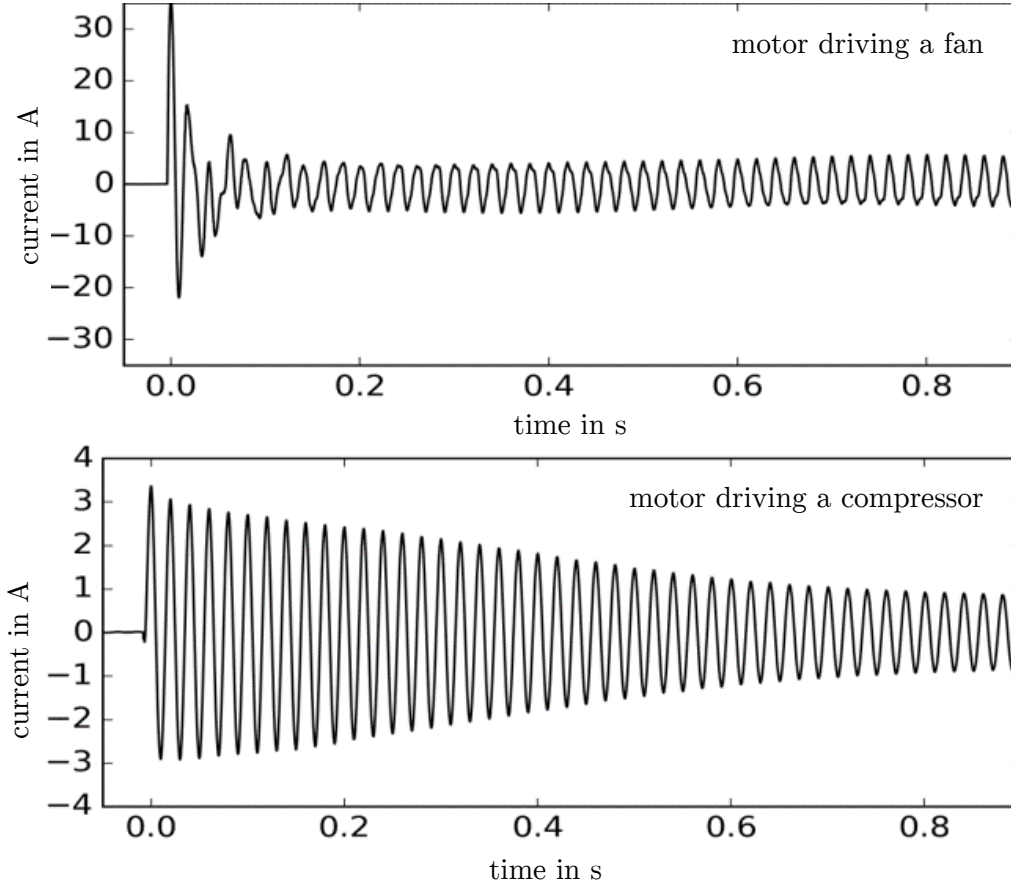 motor driving a fan
current in A
30
20
10
0
−10
−20
−30
0.0 0.2 0.4 0.6 0.8
time in s
motor driving a compressor
current in A
4
3
2
1
0
−1
−2
−3
−4
0.0 0.2 0.4 0.6 0.8
time in s